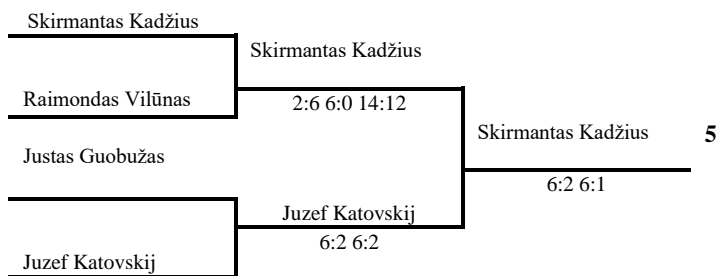 Skirmantas Kadžius
Skirmantas Kadžius
Raimondas Vilūnas
2:6 6:0 14:12
Skirmantas Kadžius 5
Justas Guobužas
6:2 6:1
Juzef Katovskij
6:2 6:2
Juzef Katovskij